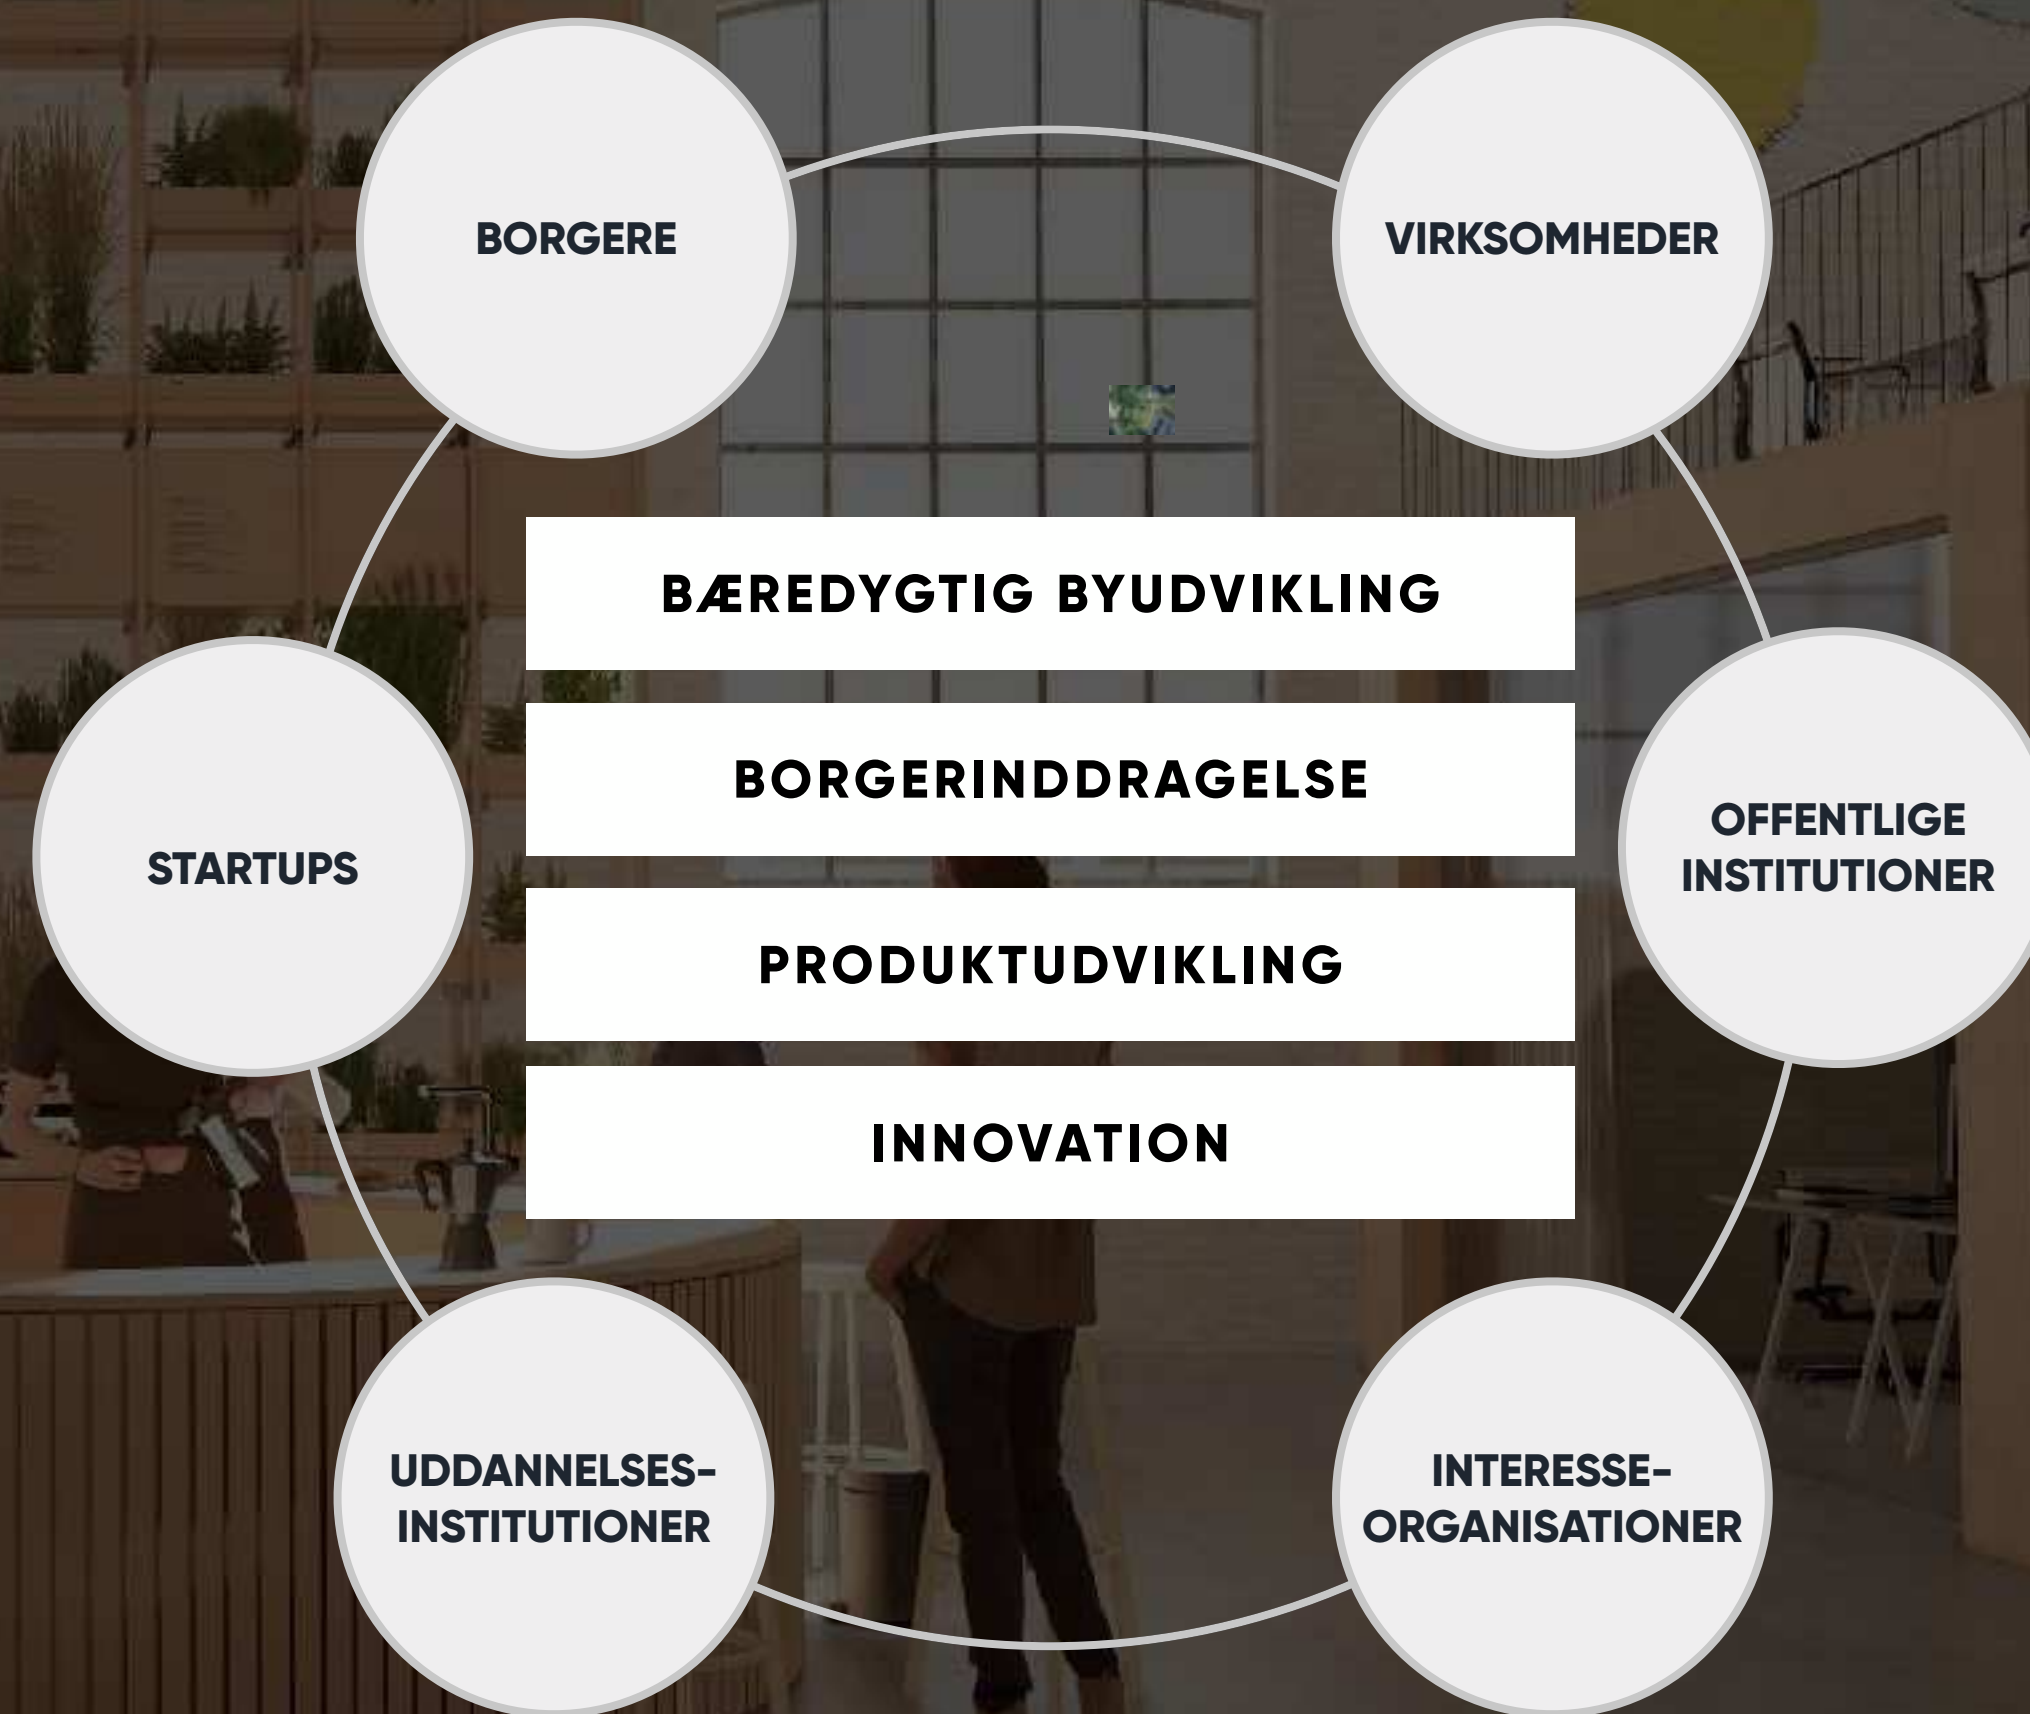 BORGERE
VIRKSOMHEDER
BÆREDYGTIG BYUDVIKLING
BORGERINDDRAGELSE
STARTUPS
OFFENTLIGE
INSTITUTIONER
PRODUKTUDVIKLING
INNOVATION
UDDANNELSES-
INSTITUTIONER
INTERESSE-
ORGANISATIONER